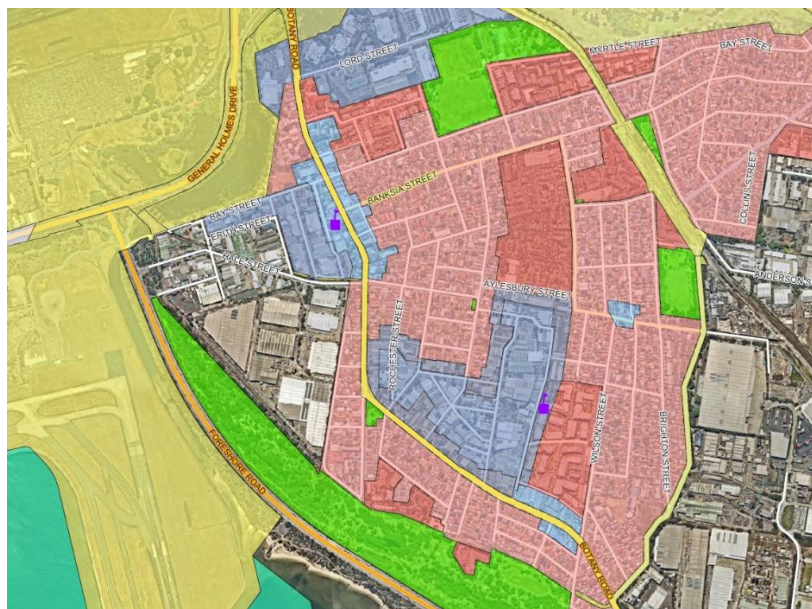 BOTANY ROAD
LORD STREET
MYRTLE STREET
BAY STREET
GENERAL HOLMES DRIVE
BANKSIA STREET
COLLINS STREET
BAY STREET
ERITH STREET
HALE STREET
ANDERSON S
AYLESBURY STREET
ROCHESTER STREET
WILSON STREET
BRIGHTON STREET
FORESHORE ROAD
BOTANY ROAD